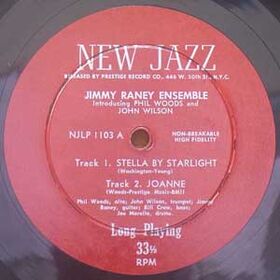 NEW JAZZ
RELEASED BY PRESTIGE RECORD CO., 446 W. 50th ST., N.Y.C.
JIMMY RANEY ENSEMBLE
Introducing PHIL WOODS and
JOHN WILSON
NJLP 1103 A
NON-BREAKABLE
HIGH FIDELITY
Track 1. STELLA BY STARLIGHT
(Washington-Young)
Track 2. JOANNE
(Woods-Prestige Music-BMI)
Phil Woods, alto; John Wilson, trumpet; Jimmy
Raney, guitar; Bill Crow, bass;
Joe Morello, drums.
Long Playing
33⅓
RPM